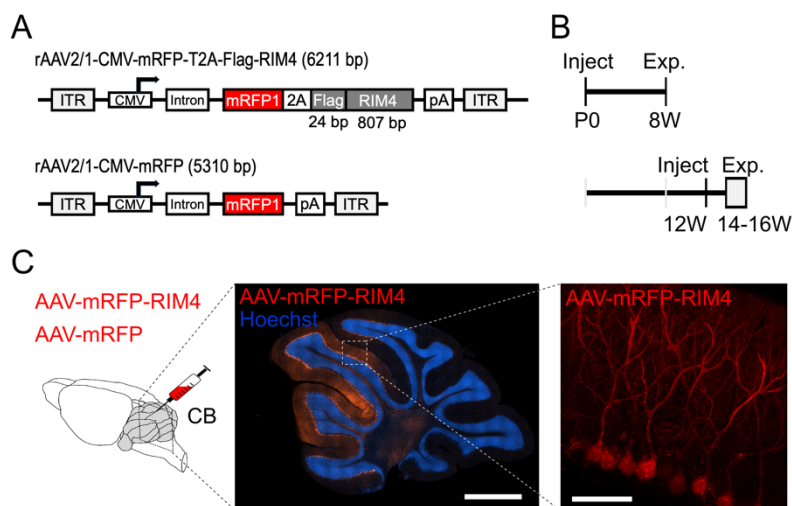 A
rAAV2/1-CMV-mRFP-T2A-Flag-RIM4 (6211 bp)
ITR CMV Intron mRFP1 2A Flag RIM4 pA ITR
24 bp 807 bp
rAAV2/1-CMV-mRFP (5310 bp)
ITR CMV Intron mRFP1 pA ITR
B
Inject Exp.
P0 8W
Inject Exp.
12W 14-16W
C
AAV-mRFP-RIM4
AAV-mRFP
CB
AAV-mRFP-RIM4
Hoechst
AAV-mRFP-RIM4